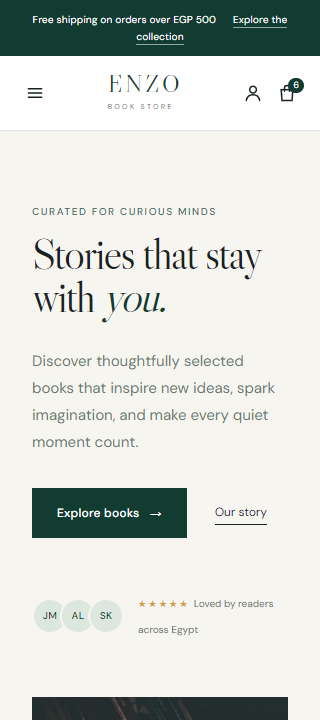 Free shipping on orders over EGP 500 Explore the
collection
ENZO
BOOK STORE
6
CURATED FOR CURIOUS MINDS
Stories that stay
with you.
Discover thoughtfully selected
books that inspire new ideas, spark
imagination, and make every quiet
moment count.
Explore books → Our story
JM AL SK ★★★★★ Loved by readers
across Egypt